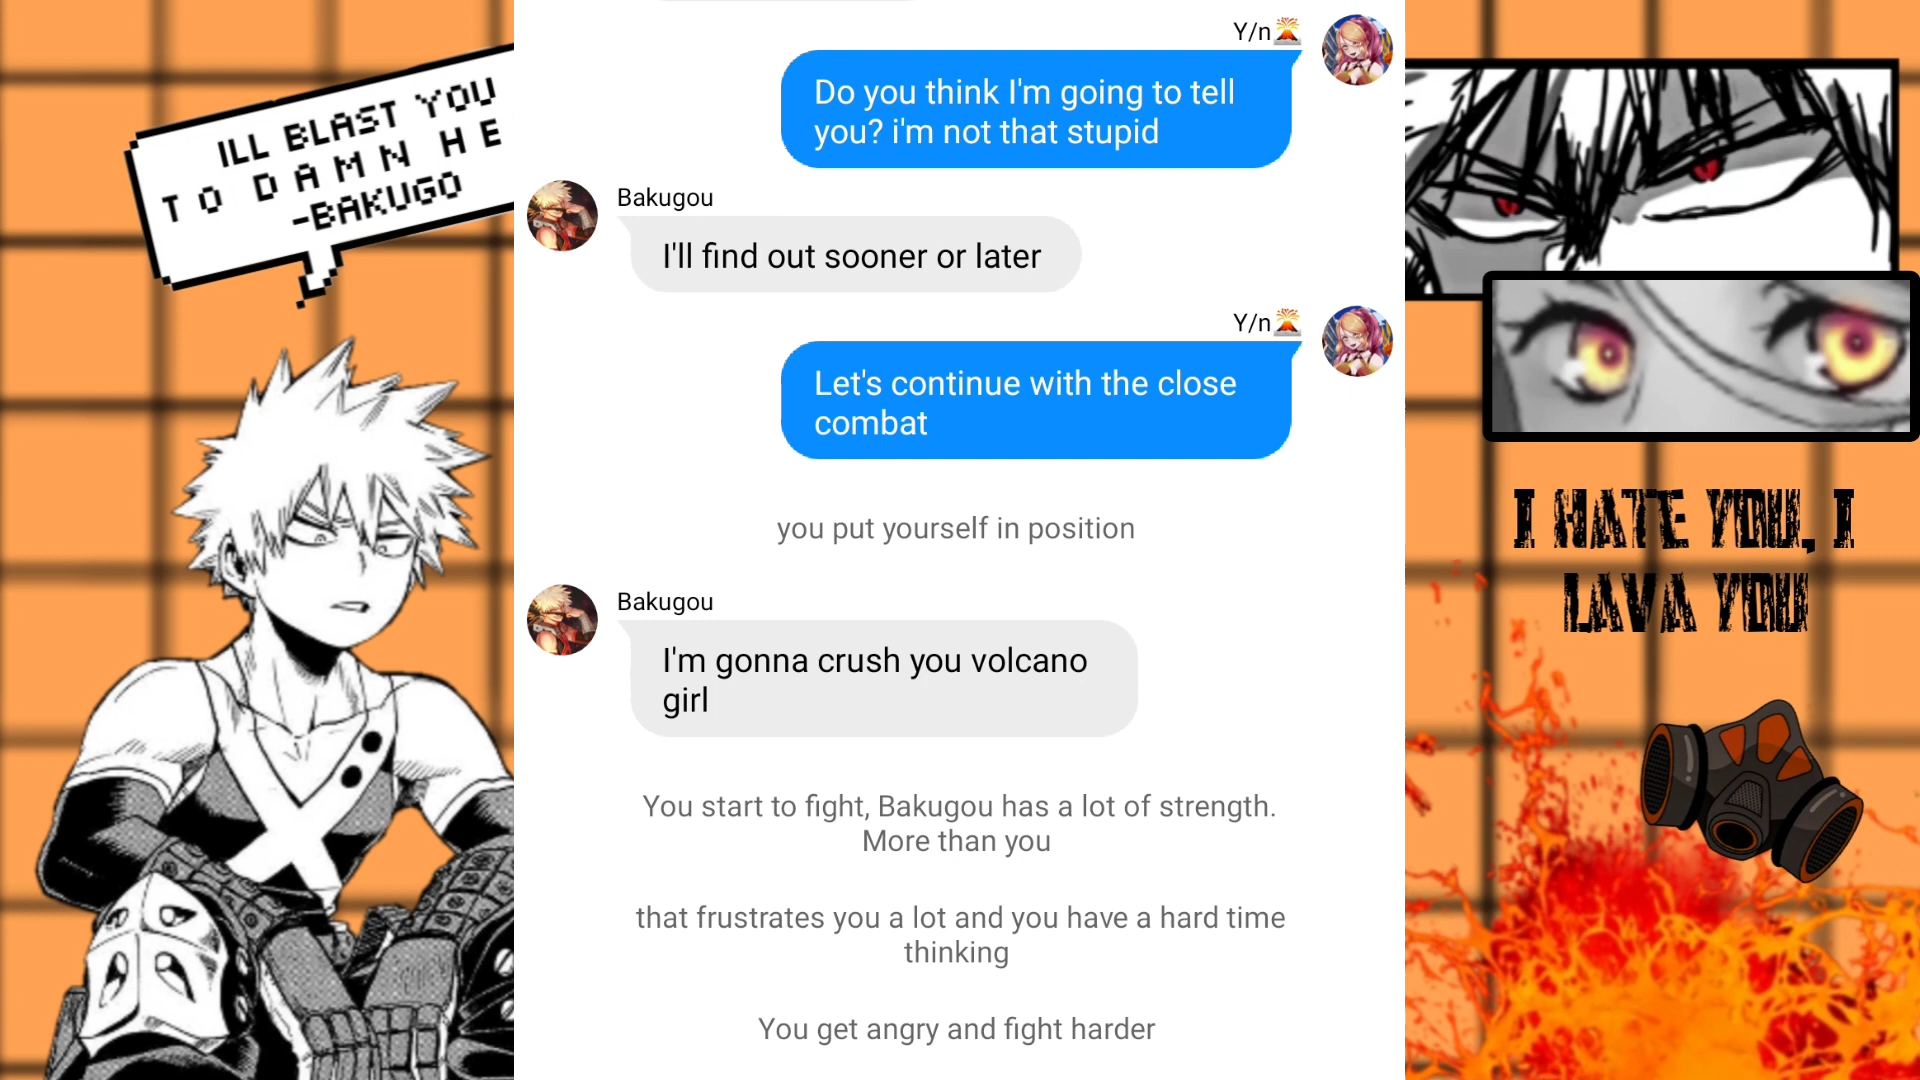 ILL BLAST YOU
TO DAMN HE
-BAKUGO
Y/n🌋
Do you think I'm going to tell
you? i'm not that stupid
Bakugou
I'll find out sooner or later
Y/n🌋
Let's continue with the close
combat
you put yourself in position
Bakugou
I'm gonna crush you volcano
girl
You start to fight, Bakugou has a lot of strength.
More than you
that frustrates you a lot and you have a hard time
thinking
You get angry and fight harder
I HATE YOU, I
LAVA YOU